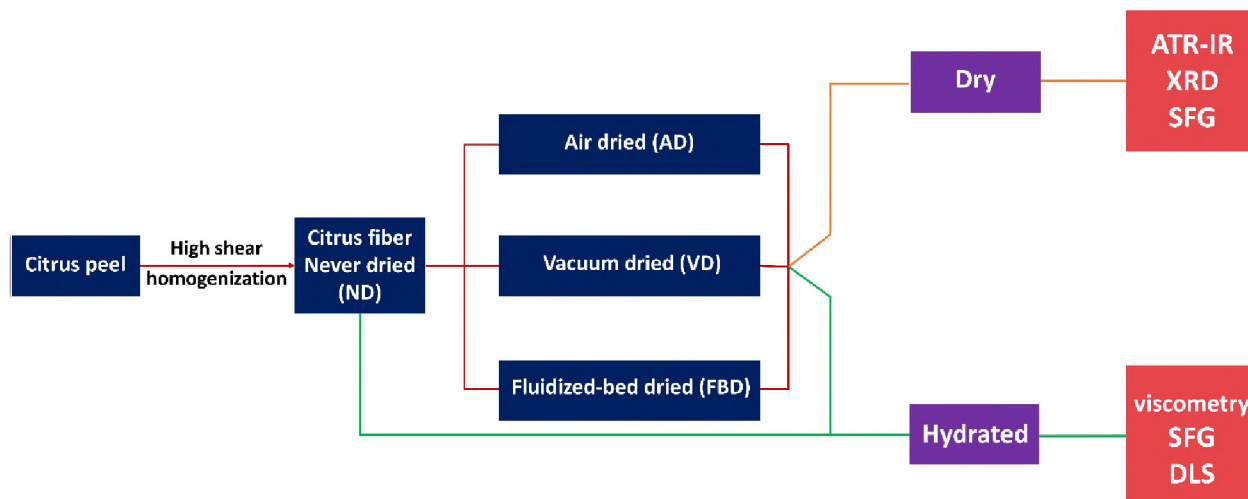 Citrus peel
High shear
homogenization
Citrus fiber
Never dried
(ND)
Air dried (AD)
Vacuum dried (VD)
Fluidized-bed dried (FBD)
Dry
ATR-IR
XRD
SFG
Hydrated
viscometry
SFG
DLS